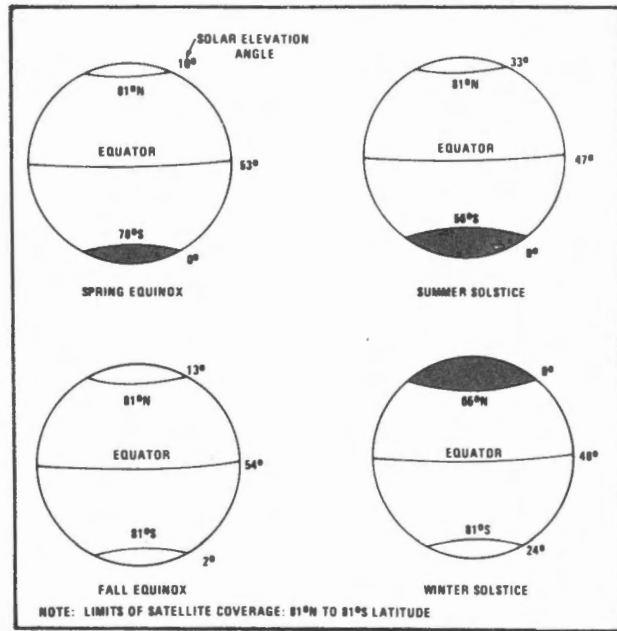 SOLAR ELEVATION
ANGLE
10°
81°N
EQUATOR
53°
78°S
0°
SPRING EQUINOX
33°
81°N
EQUATOR
47°
66°S
0°
SUMMER SOLSTICE
13°
81°N
EQUATOR
54°
81°S
2°
FALL EQUINOX
0°
66°N
EQUATOR
48°
81°S
24°
WINTER SOLSTICE
NOTE: LIMITS OF SATELLITE COVERAGE: 81°N TO 81°S LATITUDE